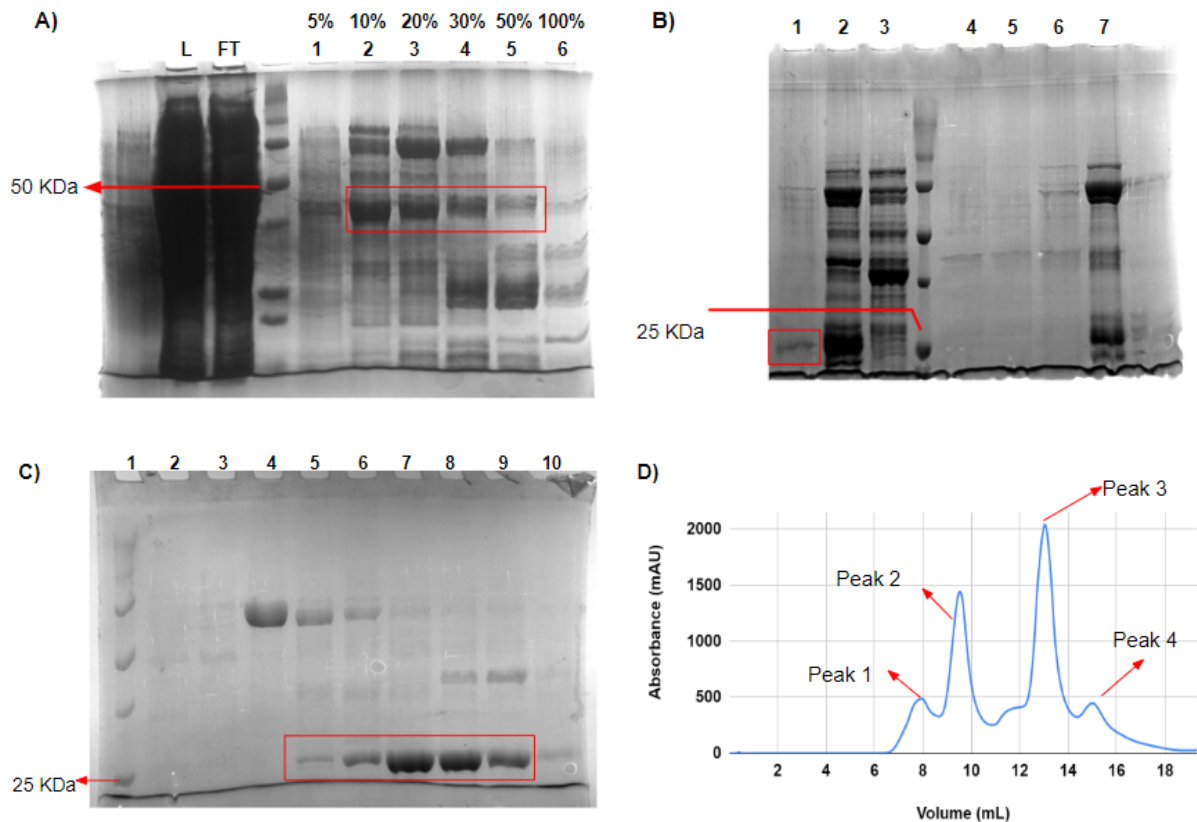 A)
5% 10% 20% 30% 50% 100%
L FT 1 2 3 4 5 6
50 KDa
B)
1 2 3 4 5 6 7
25 KDa
C)
1 2 3 4 5 6 7 8 9 10
25 KDa
D)
Peak 3
Peak 2
Peak 4
Peak 1
Absorbance (mAU)
2000
1500
1000
500
0
2 4 6 8 10 12 14 16 18
Volume (mL)